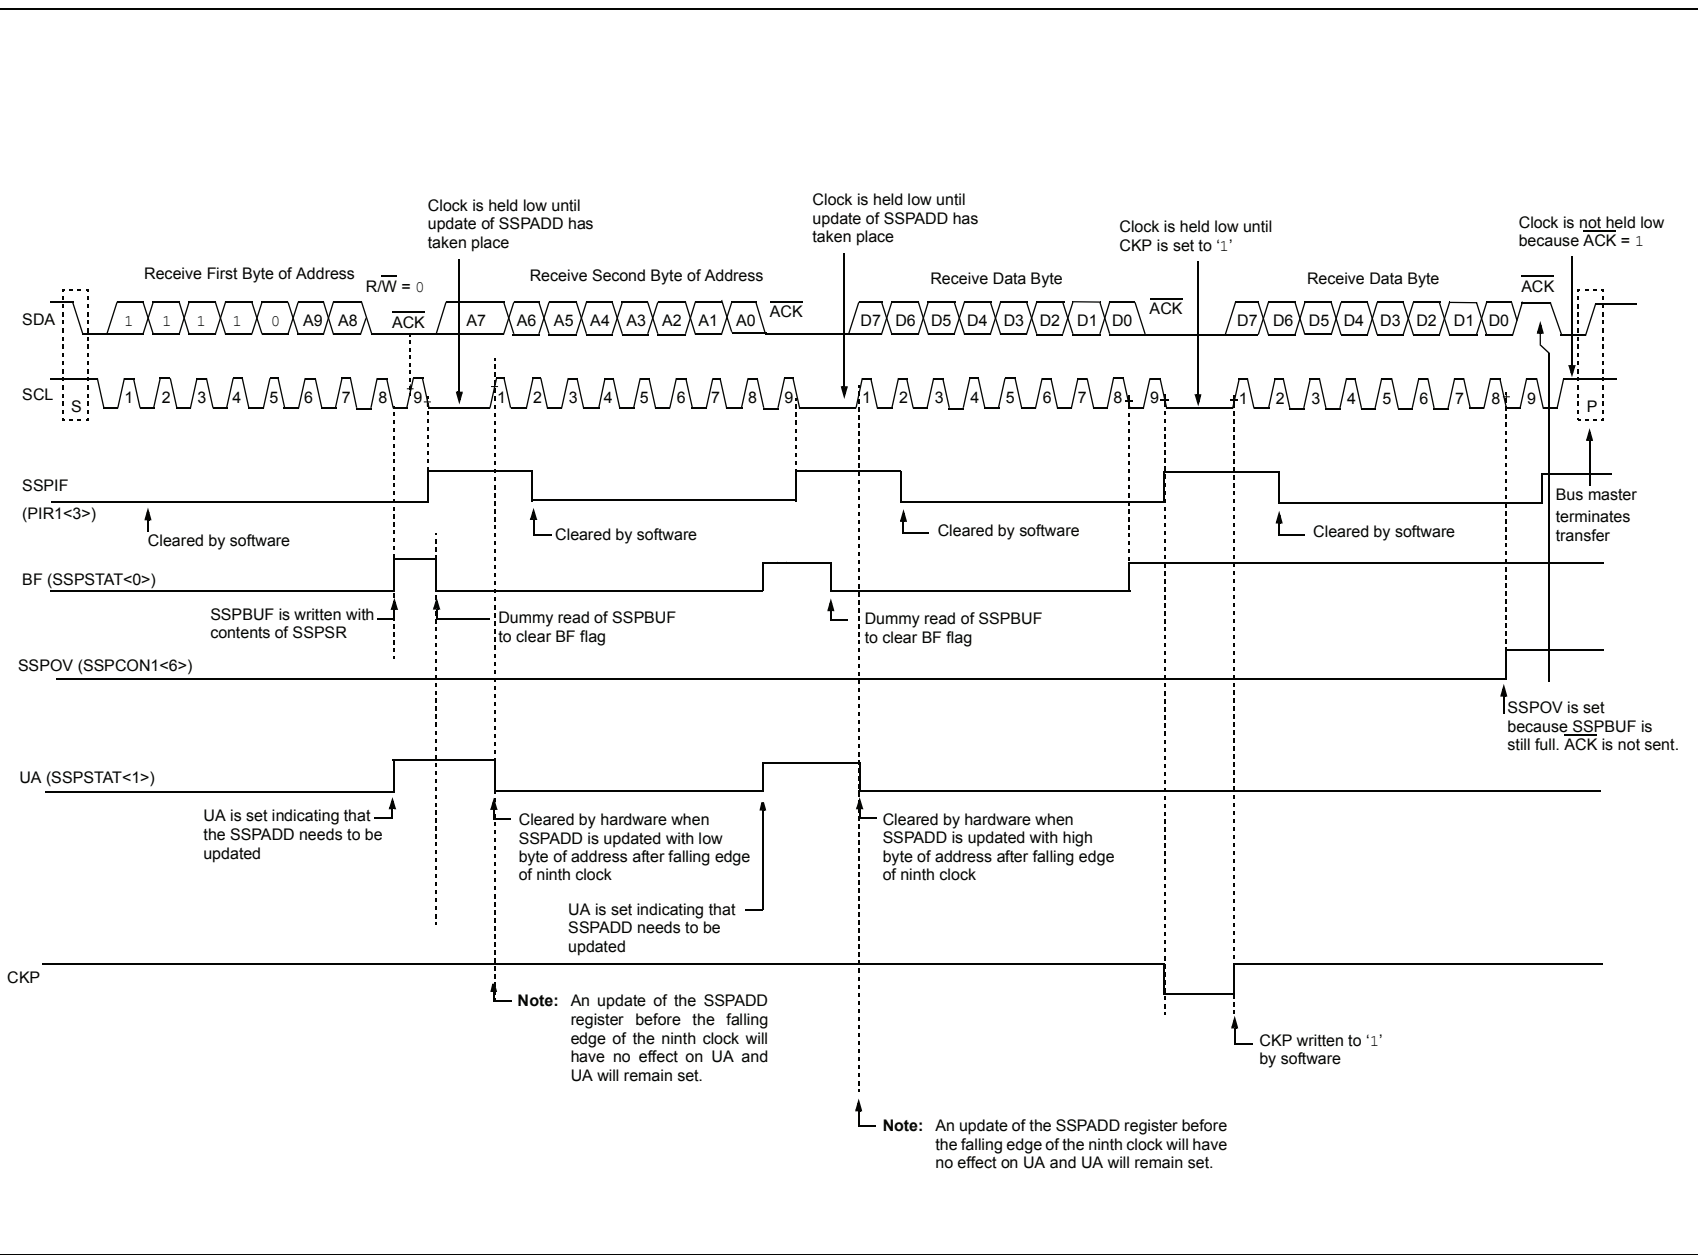 Clock is held low until
update of SSPADD has
taken place
Clock is held low until
update of SSPADD has
taken place
Clock is held low until
CKP is set to ‘1’
Clock is not held low
because ACK = 1
Receive First Byte of Address
R/W = 0
Receive Second Byte of Address
Receive Data Byte
Receive Data Byte
ACK
SDA
1 1 1 1 0 A9 A8 ACK A7 A6 A5 A4 A3 A2 A1 A0 ACK D7 D6 D5 D4 D3 D2 D1 D0 ACK D7 D6 D5 D4 D3 D2 D1 D0
SCL
S 1 2 3 4 5 6 7 8 9 1 2 3 4 5 6 7 8 9 1 2 3 4 5 6 7 8 9 1 2 3 4 5 6 7 8 9 P
SSPIF
(PIR1<3>)
Cleared by software
Cleared by software
Cleared by software
Cleared by software
Bus master
terminates
transfer
BF (SSPSTAT<0>)
SSPBUF is written with
contents of SSPSR
Dummy read of SSPBUF
to clear BF flag
Dummy read of SSPBUF
to clear BF flag
SSPOV (SSPCON1<6>)
SSPOV is set
because SSPBUF is
still full. ACK is not sent.
UA (SSPSTAT<1>)
UA is set indicating that
the SSPADD needs to be
updated
Cleared by hardware when
SSPADD is updated with low
byte of address after falling edge
of ninth clock
UA is set indicating that
SSPADD needs to be
updated
Cleared by hardware when
SSPADD is updated with high
byte of address after falling edge
of ninth clock
CKP
Note: An update of the SSPADD
register before the falling
edge of the ninth clock will
have no effect on UA and
UA will remain set.
CKP written to ‘1’
by software
Note: An update of the SSPADD register before
the falling edge of the ninth clock will have
no effect on UA and UA will remain set.